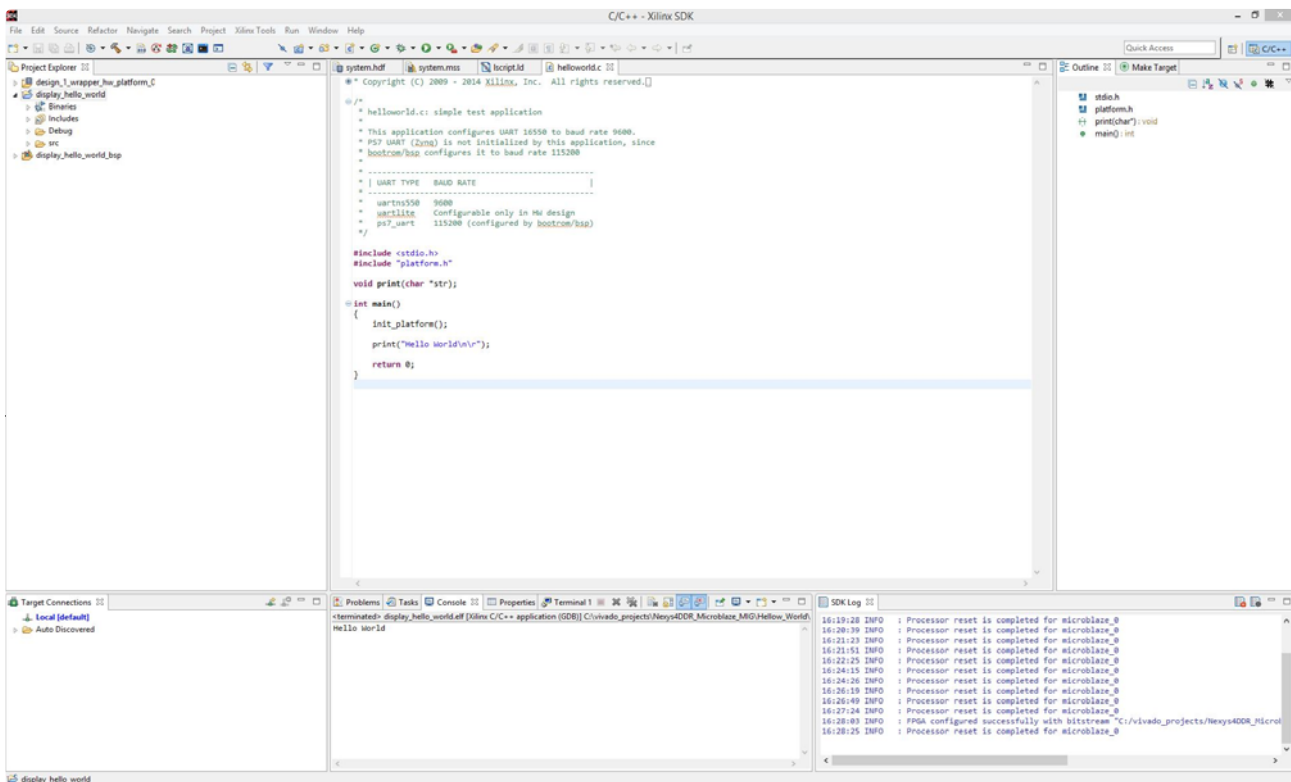 C/C++ - Xilinx SDK
File Edit Source Refactor Navigate Search Project Xilinx Tools Run Window Help
Quick Access
C/C++
Project Explorer
design_1_wrapper_hw_platform_0
display_hello_world
Binaries
Includes
Debug
src
display_hello_world_bsp
system.hdf system.mss lscript.ld helloworld.c
* Copyright (C) 2009 - 2014 Xilinx, Inc. All rights reserved.
/*
* helloworld.c: simple test application
*
* This application configures UART 16550 to baud rate 9600.
* PS7 UART (Zynq) is not initialized by this application, since
* bootrom/bsp configures it to baud rate 115200
*
* ------------------------------------------------
* | UART TYPE BAUD RATE |
* ------------------------------------------------
* uartns550 9600
* uartlite Configurable only in HW design
* ps7_uart 115200 (configured by bootrom/bsp)
*/
#include <stdio.h>
#include "platform.h"
void print(char *str);
int main()
{
init_platform();
print("Hello World\n\r");
return 0;
}
Outline Make Target
stdio.h
platform.h
print(char*) : void
main() : int
Target Connections
Local [default]
Auto Discovered
Problems Tasks Console Properties Terminal 1
<terminated> display_hello_world.elf [Xilinx C/C++ application (GDB)] C:\vivado_projects\Nexys4DDR_Microblaze_MIG\Hellow_World\
Hello World
SDK Log
16:19:28 INFO : Processor reset is completed for microblaze_0
16:20:39 INFO : Processor reset is completed for microblaze_0
16:21:23 INFO : Processor reset is completed for microblaze_0
16:21:51 INFO : Processor reset is completed for microblaze_0
16:22:25 INFO : Processor reset is completed for microblaze_0
16:24:15 INFO : Processor reset is completed for microblaze_0
16:24:26 INFO : Processor reset is completed for microblaze_0
16:26:19 INFO : Processor reset is completed for microblaze_0
16:26:49 INFO : Processor reset is completed for microblaze_0
16:27:24 INFO : Processor reset is completed for microblaze_0
16:28:03 INFO : FPGA configured successfully with bitstream "C:/vivado_projects/Nexys4DDR_Microl
16:28:25 INFO : Processor reset is completed for microblaze_0
display_hello_world